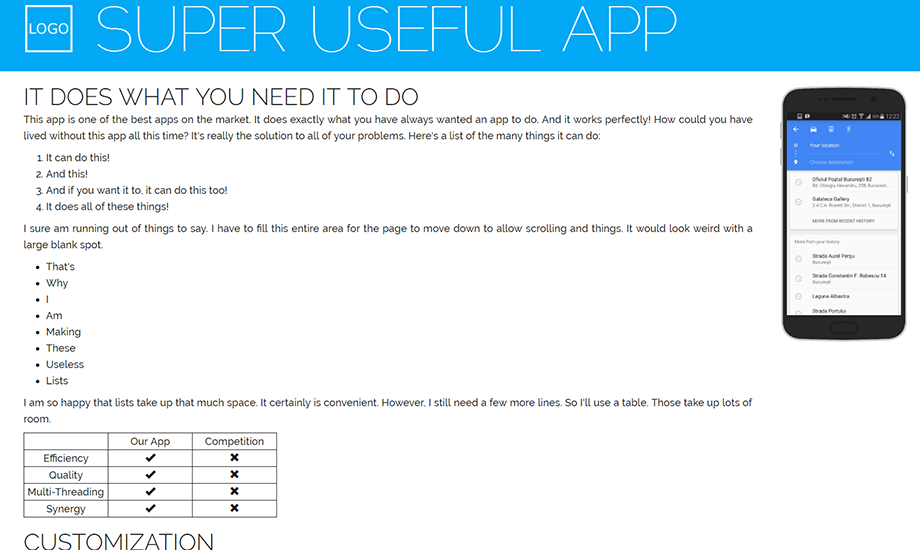 LOGO
SUPER USEFUL APP
IT DOES WHAT YOU NEED IT TO DO
This app is one of the best apps on the market. It does exactly what you have always wanted an app to do. And it works perfectly! How could you have
lived without this app all this time? It's really the solution to all of your problems. Here's a list of the many things it can do:
1. It can do this!
2. And this!
3. And if you want it to, it can do this too!
4. It does all of these things!
I sure am running out of things to say. I have to fill this entire area for the page to move down to allow scrolling and things. It would look weird with a
large blank spot.
That's
Why
I
Am
Making
These
Useless
Lists
I am so happy that lists take up that much space. It certainly is convenient. However, I still need a few more lines. So I'll use a table. Those take up lots of
room.
Our App Competition
Efficiency ✔ ✖
Quality ✔ ✖
Multi-Threading ✔ ✖
Synergy ✔ ✖
CUSTOMIZATION
12:22
Your location
Choose destination
Oficiul Poștal București 82
Galateca Gallery
MORE FROM RECENT HISTORY
More from your history
Strada Aurel Perșu
București
Strada Constantin F. Robescu 14
București
Laguna Albastra
Strada Portului